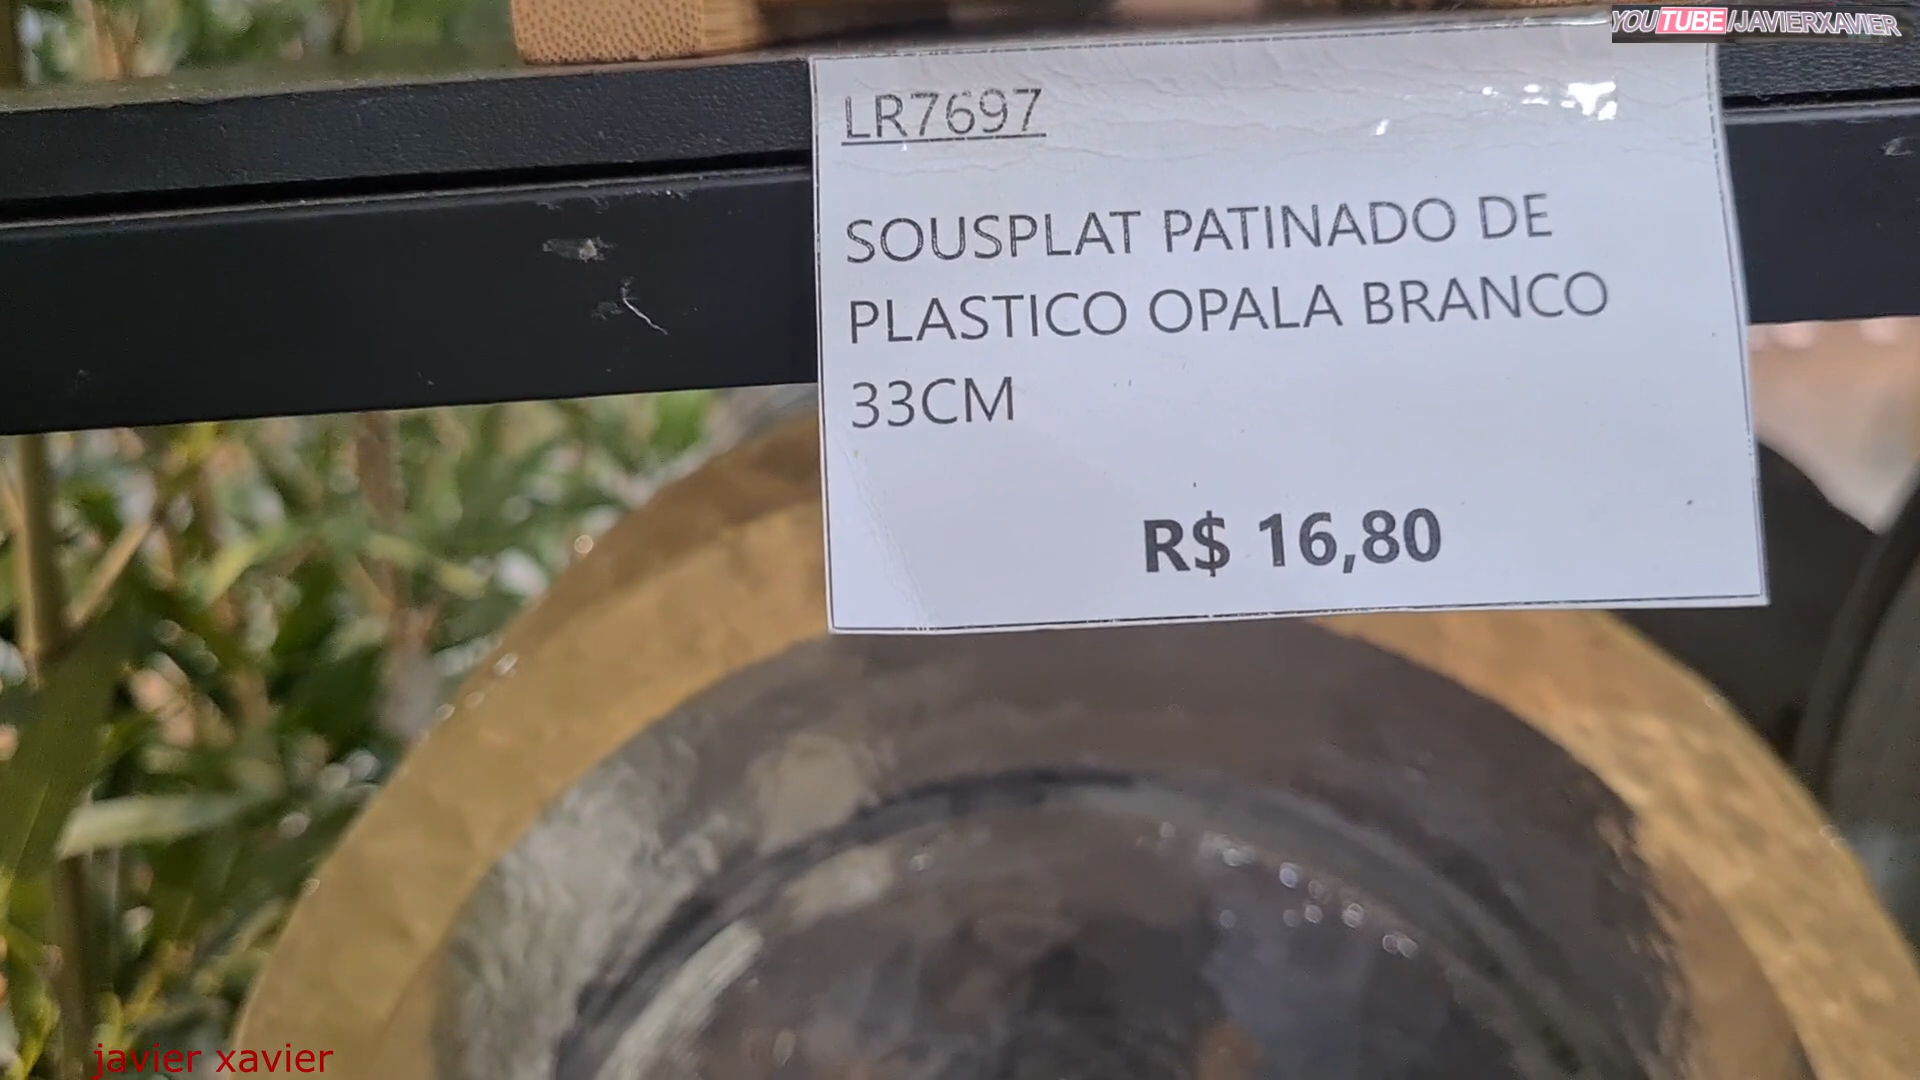 YOUTUBE/JAVIERXAVIER
LR7697
SOUSPLAT PATINADO DE
PLASTICO OPALA BRANCO
33CM
R$ 16,80
javier xavier